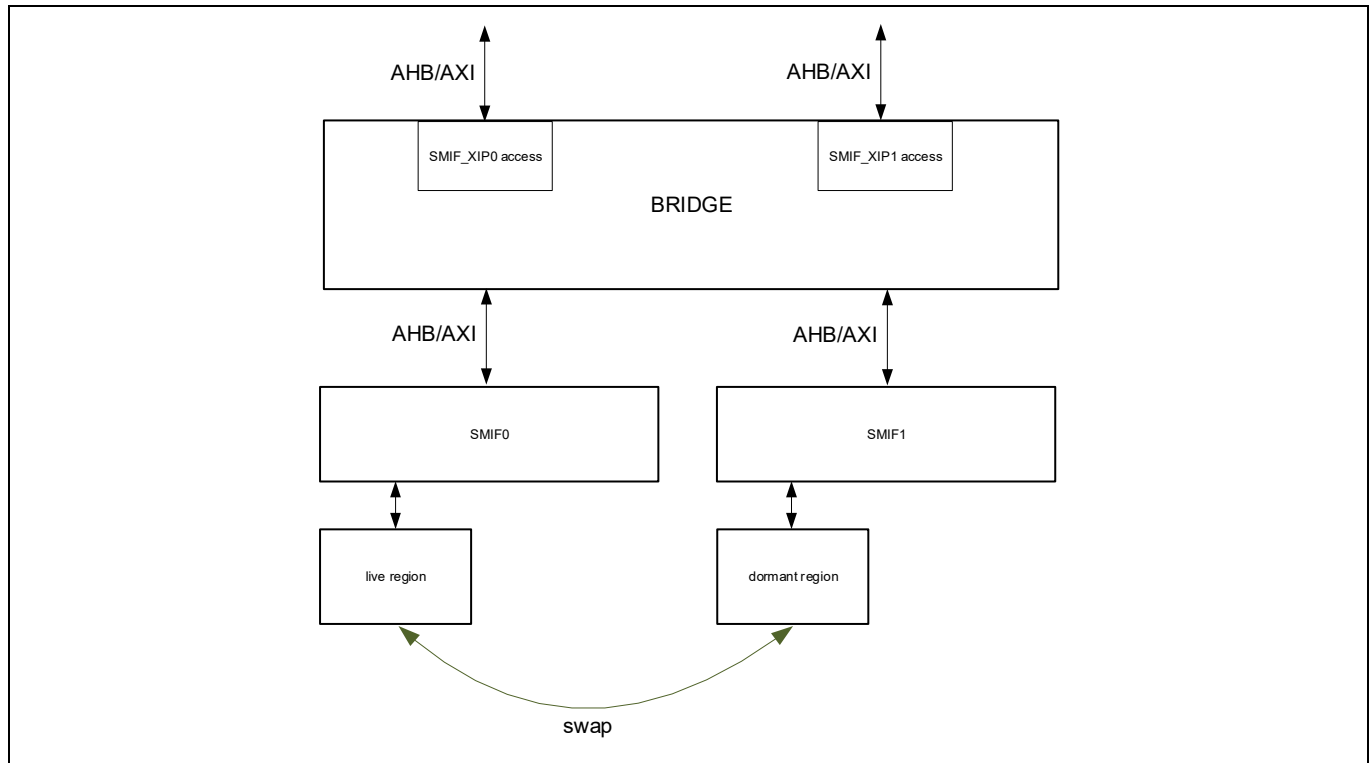 AHB/AXI
AHB/AXI
SMIF_XIP0 access
SMIF_XIP1 access
BRIDGE
AHB/AXI
AHB/AXI
SMIF0
SMIF1
live region
dormant region
swap